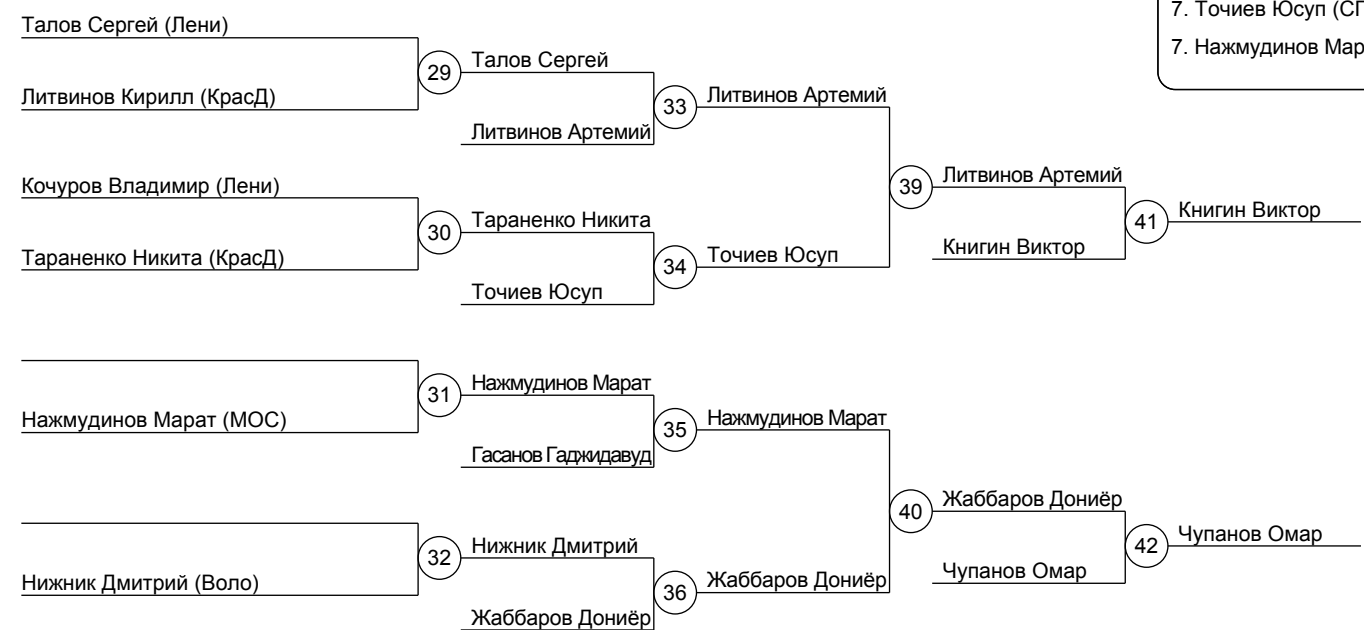 7. Точиев Юсуп
Талов Сергей (Лени)
7. Нажмудинов
29 Талов Сергей
Литвинов Кирилл (КрасД)
33 Литвинов Артемий
Литвинов Артемий
Кочуров Владимир (Лени)
39 Литвинов Артемий
30 Тараненко Никита
41 Книгин Виктор
Тараненко Никита (КрасД)
34 Точиев Юсуп
Книгин Виктор
Точиев Юсуп
31 Нажмудинов Марат
Нажмудинов Марат (МОС)
35 Нажмудинов Марат
Гасанов Гаджидавуд
40 Жаббаров Дониёр
32 Нижник Дмитрий
42 Чупанов Омар
Нижник Дмитрий (Воло)
36 Жаббаров Дониёр
Чупанов Омар
Жаббаров Дониёр